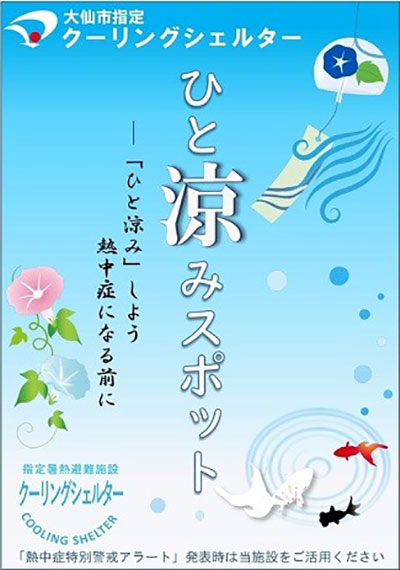 大仙市指定
クーリングシェルター
ひと涼みスポット
―「ひと涼み」しよう
熱中症になる前に
指定暑熱避難施設
クーリングシェルター
COOLING SHELTER
「熱中症特別警戒アラート」発表時は当施設をご活用ください